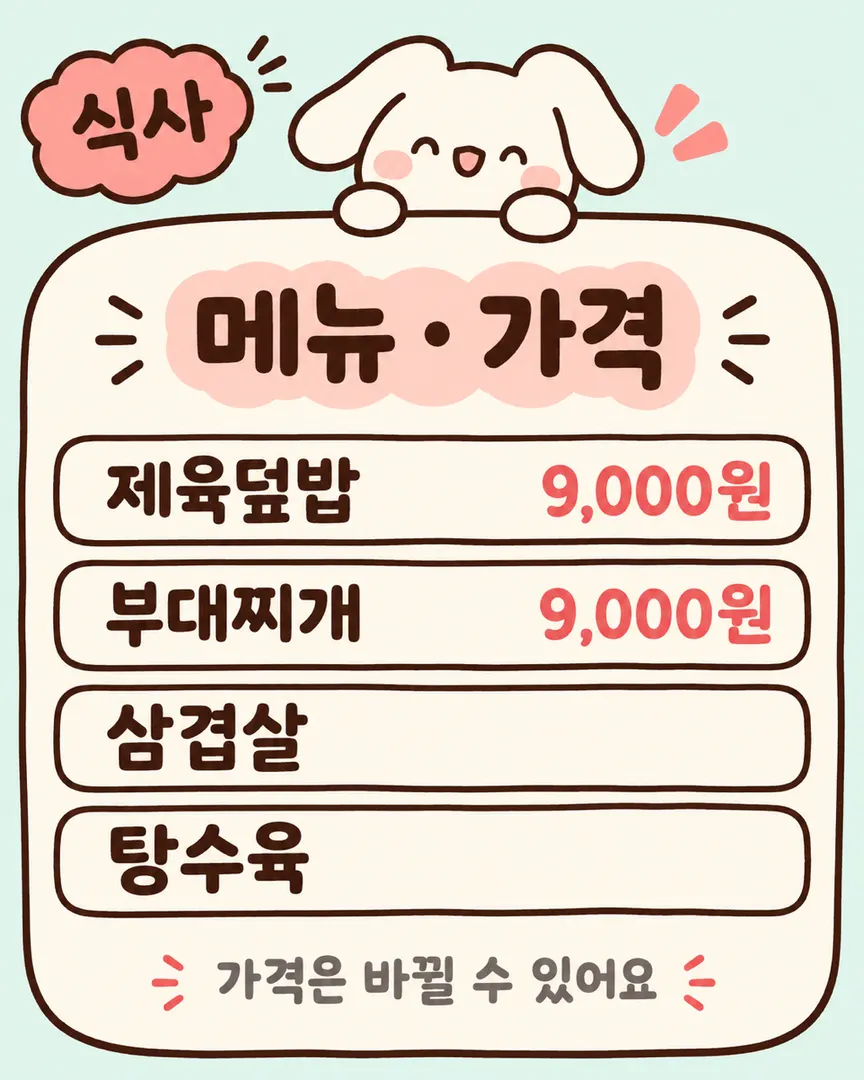 식사
메뉴·가격
제육덮밥 9,000원
부대찌개 9,000원
삼겹살
탕수육
가격은 바뀔 수 있어요